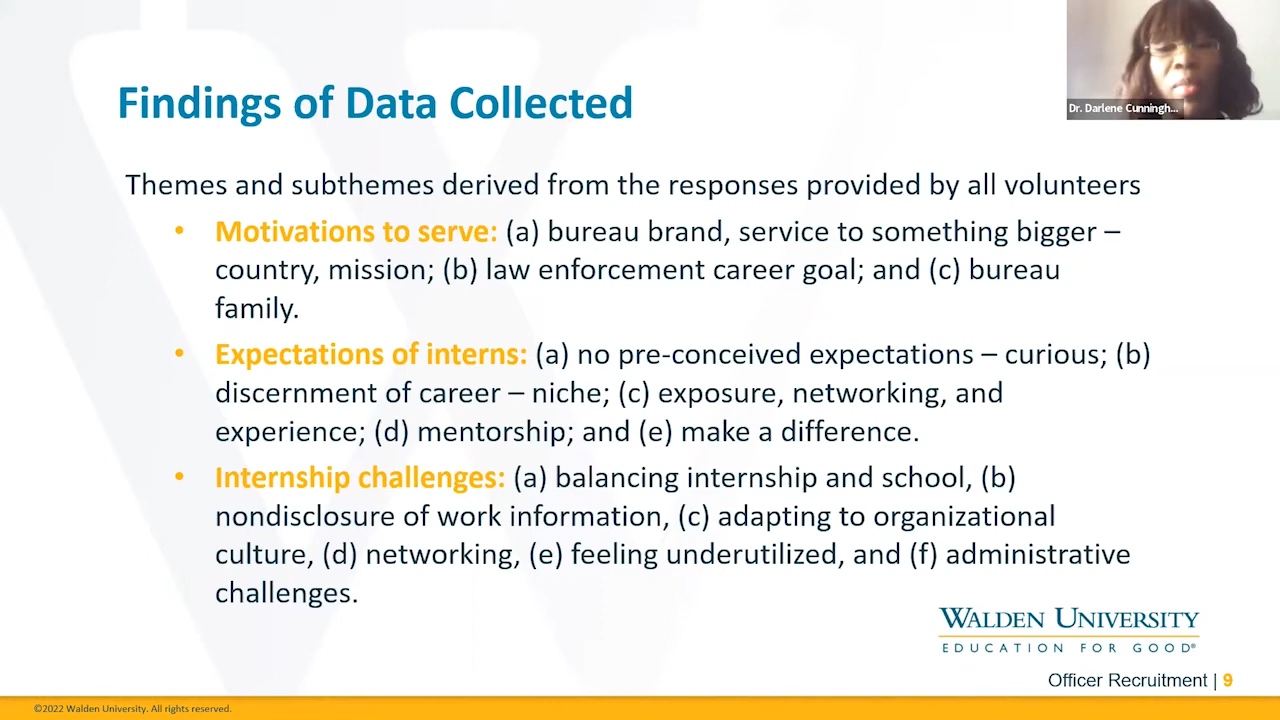 Dr. Darlene Cunningh...
Findings of Data Collected
Themes and subthemes derived from the responses provided by all volunteers
• Motivations to serve: (a) bureau brand, service to something bigger –
country, mission; (b) law enforcement career goal; and (c) bureau
family.
• Expectations of interns: (a) no pre-conceived expectations – curious; (b)
discernment of career – niche; (c) exposure, networking, and
experience; (d) mentorship; and (e) make a difference.
• Internship challenges: (a) balancing internship and school, (b)
nondisclosure of work information, (c) adapting to organizational
culture, (d) networking, (e) feeling underutilized, and (f) administrative
challenges.
WALDEN UNIVERSITY
EDUCATION FOR GOOD®
Officer Recruitment | 9
©2022 Walden University. All rights reserved.